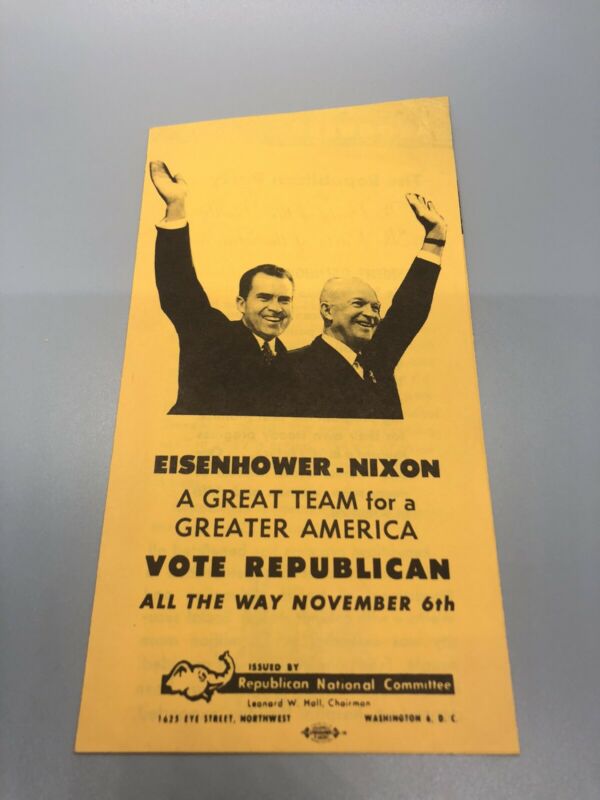 EISENHOWER - NIXON
A GREAT TEAM for a
GREATER AMERICA
VOTE REPUBLICAN
ALL THE WAY NOVEMBER 6th
ISSUED BY
Republican National Committee
Leonard W. Hall, Chairman
1625 EYE STREET, NORTHWEST WASHINGTON 6, D. C.